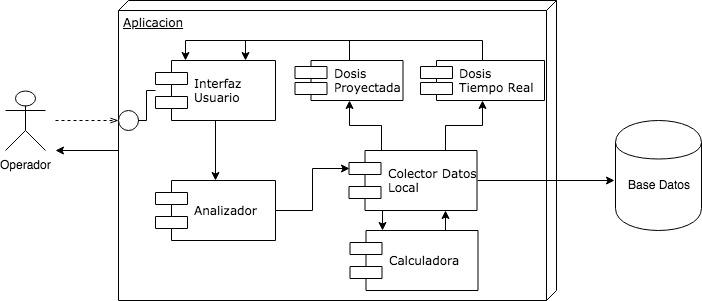 Aplicacion
Interfaz
Usuario
Dosis
Proyectada
Dosis
Tiempo Real
Operador
Analizador
Colector Datos
Local
Base Datos
Calculadora